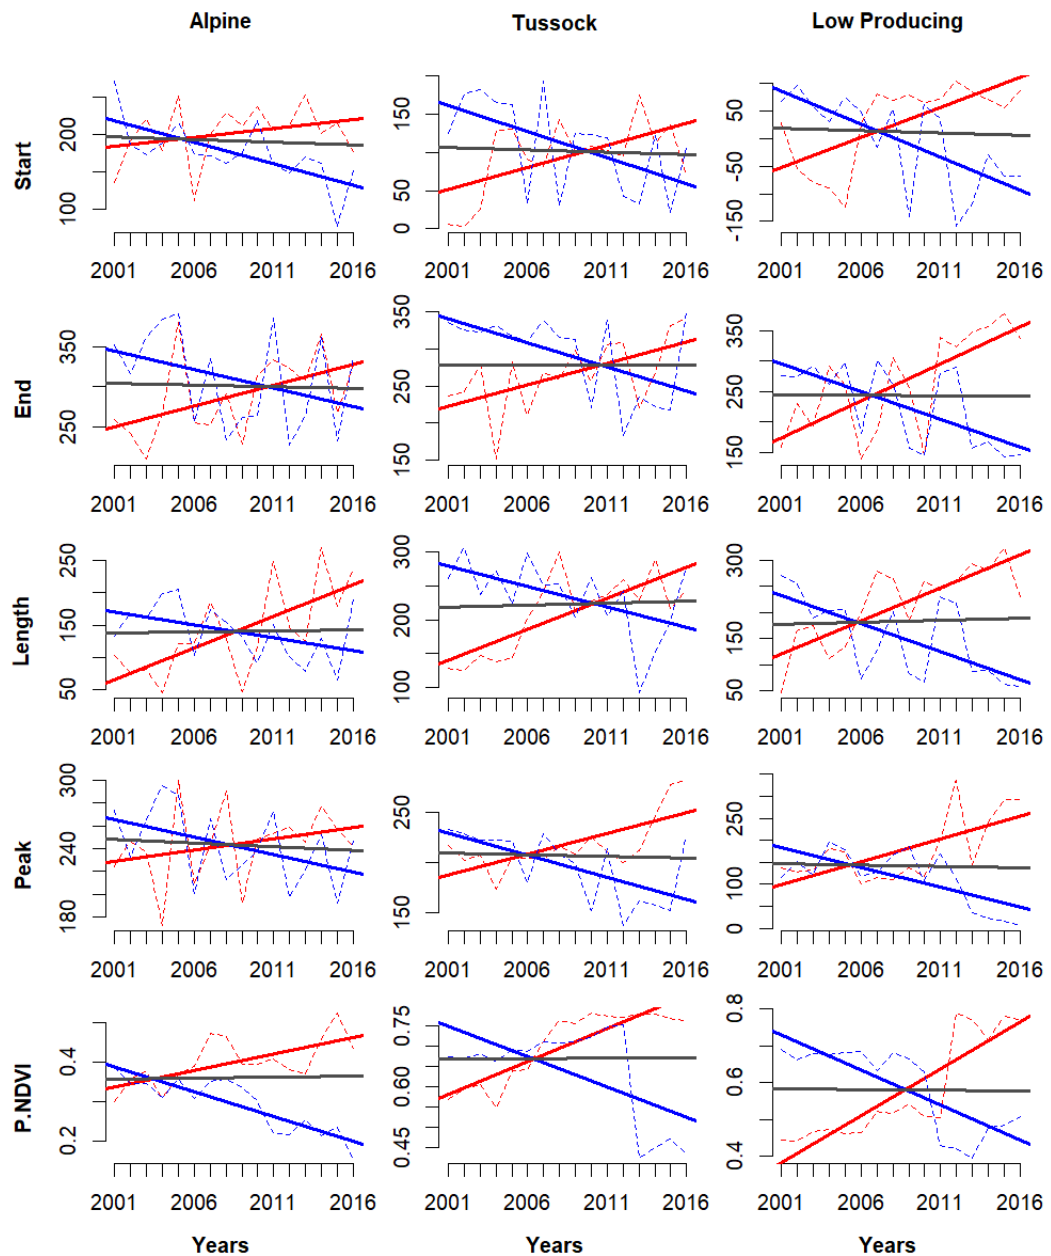 Alpine Tussock Low Producing
Start
100 200
0 50 150
-150 -50 50
2001 2006 2011 2016 2001 2006 2011 2016 2001 2006 2011 2016
End
250 350
150 250 350
150 250 350
2001 2006 2011 2016 2001 2006 2011 2016 2001 2006 2011 2016
Length
50 150 250
100 200 300
50 150 300
2001 2006 2011 2016 2001 2006 2011 2016 2001 2006 2011 2016
Peak
180 240 300
150 250
0 100 250
2001 2006 2011 2016 2001 2006 2011 2016 2001 2006 2011 2016
P.NDVI
0.2 0.4
0.45 0.60 0.75
0.4 0.6 0.8
2001 2006 2011 2016 2001 2006 2011 2016 2001 2006 2011 2016
Years Years Years